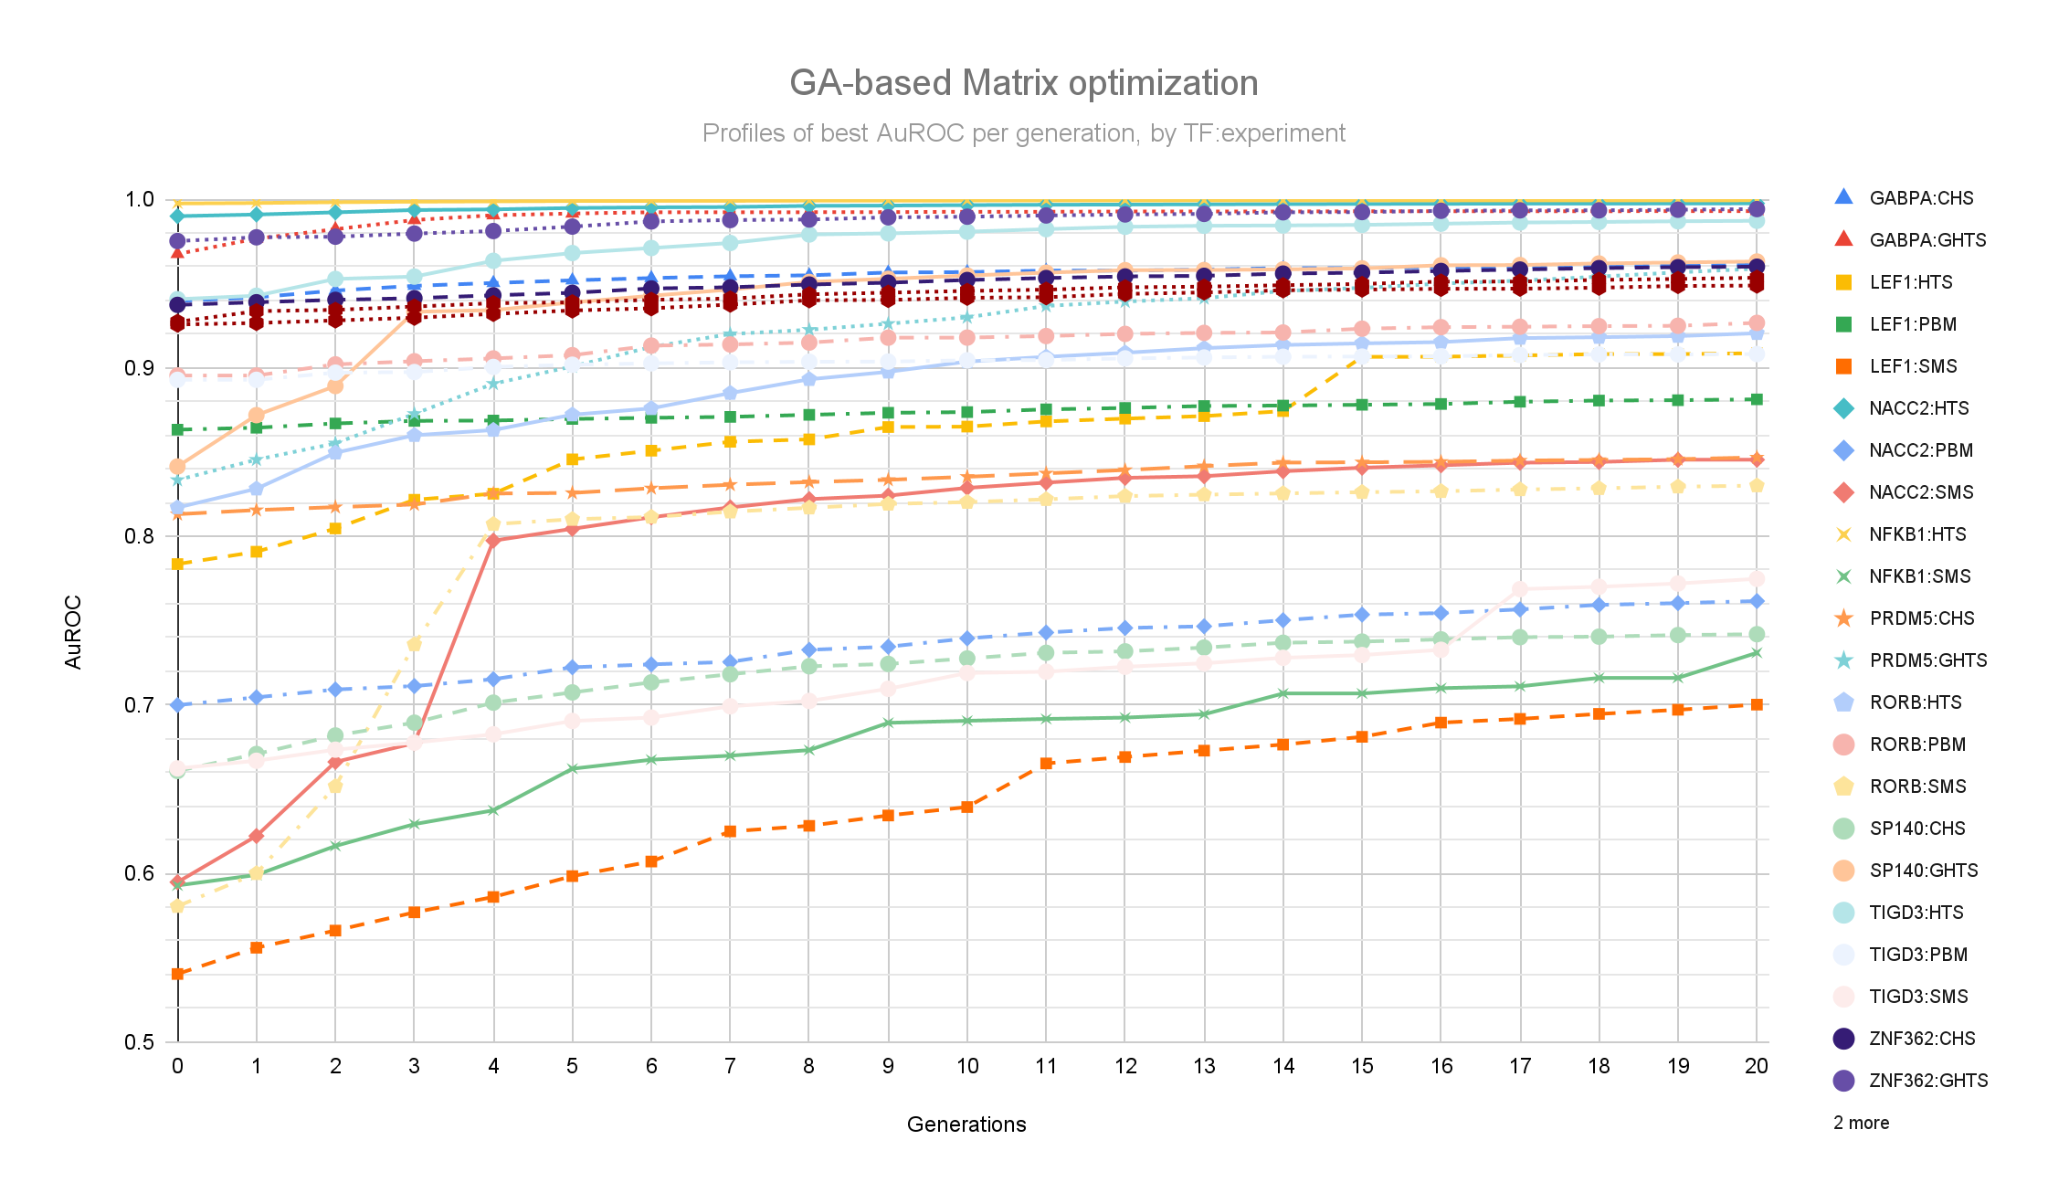 GA-based Matrix optimization
Profiles of best AuROC per generation, by TF:experiment
1.0
0.9
0.8
0.7
0.6
0.5
AuROC
0 1 2 3 4 5 6 7 8 9 10 11 12 13 14 15 16 17 18 19 20
Generations
GABPA:CHS
GABPA:GHTS
LEF1:HTS
LEF1:PBM
LEF1:SMS
NACC2:HTS
NACC2:PBM
NACC2:SMS
NFKB1:HTS
NFKB1:SMS
PRDM5:CHS
PRDM5:GHTS
RORB:HTS
RORB:PBM
RORB:SMS
SP140:CHS
SP140:GHTS
TIGD3:HTS
TIGD3:PBM
TIGD3:SMS
ZNF362:CHS
ZNF362:GHTS
2 more